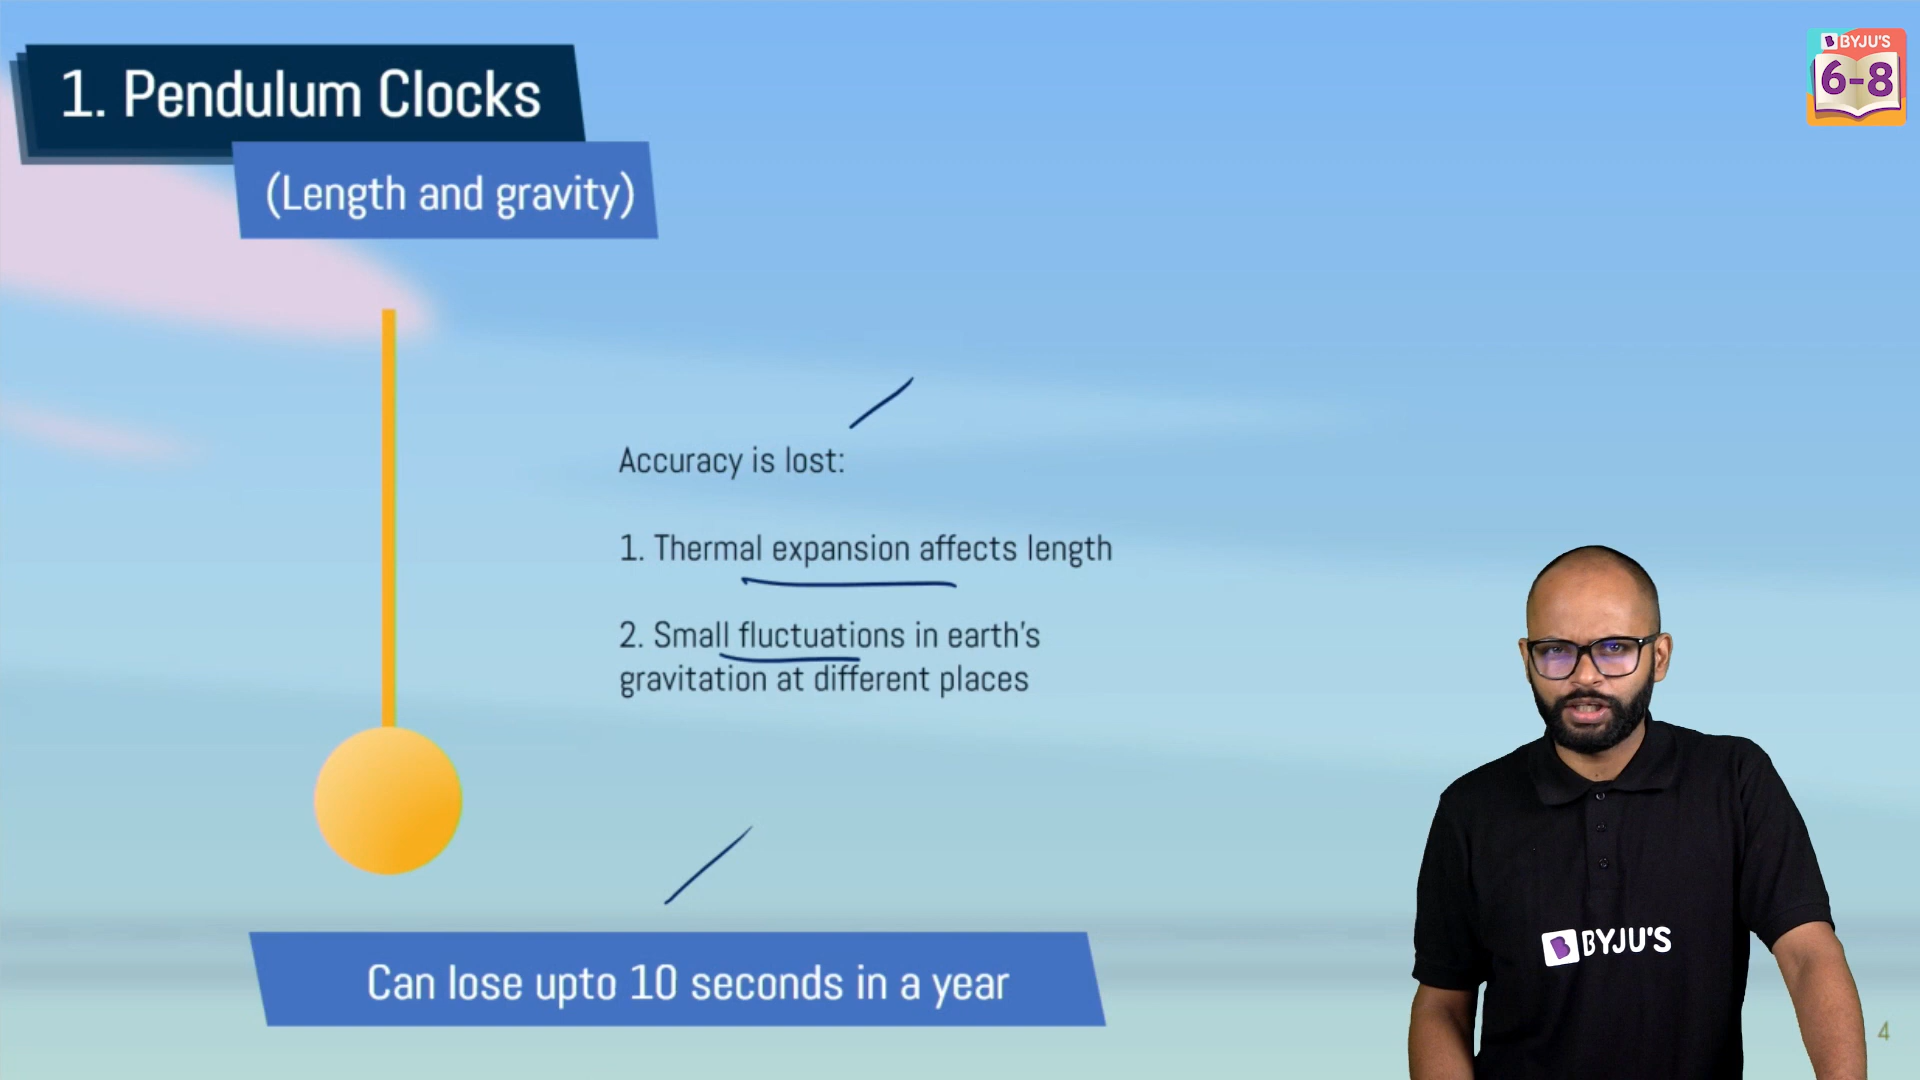 1. Pendulum Clocks
(Length and gravity)
BYJU'S
6-8
Accuracy is lost:
1. Thermal expansion affects length
2. Small fluctuations in earth's
gravitation at different places
BYJU'S
Can lose upto 10 seconds in a year
4